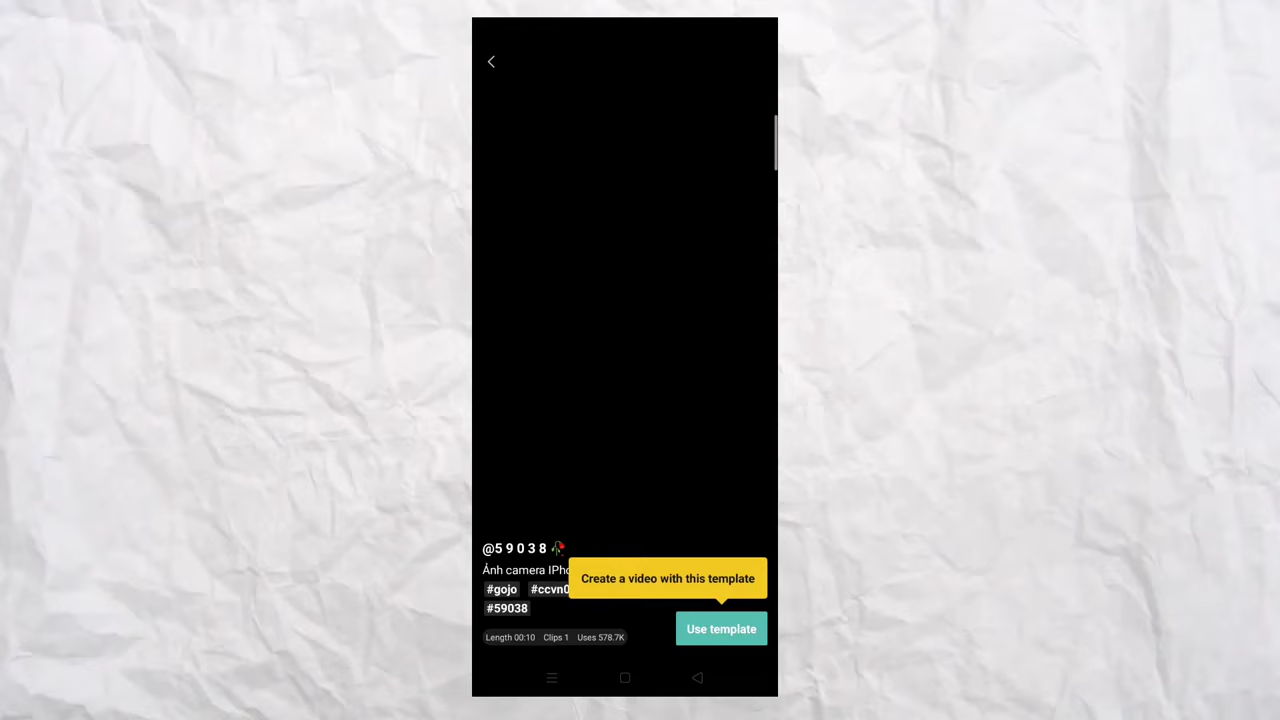 @5 9 0 3 8 🥀
Ảnh camera IPho
Create a video with this template
#gojo #ccvn0
#59038
Length 00:10 Clips 1 Uses 578.7K
Use template